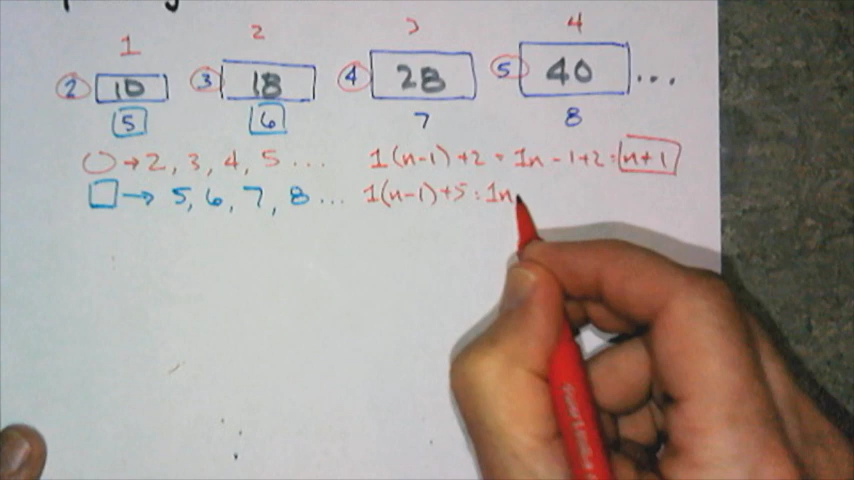 1 2 3 4
2 10 3 18 4 28 5 40 ...
5 6 7 8
○→2, 3, 4, 5 ... 1(n-1)+2 = 1n-1+2 = n+1
□→ 5, 6, 7, 8 ... 1(n-1)+5 = 1n